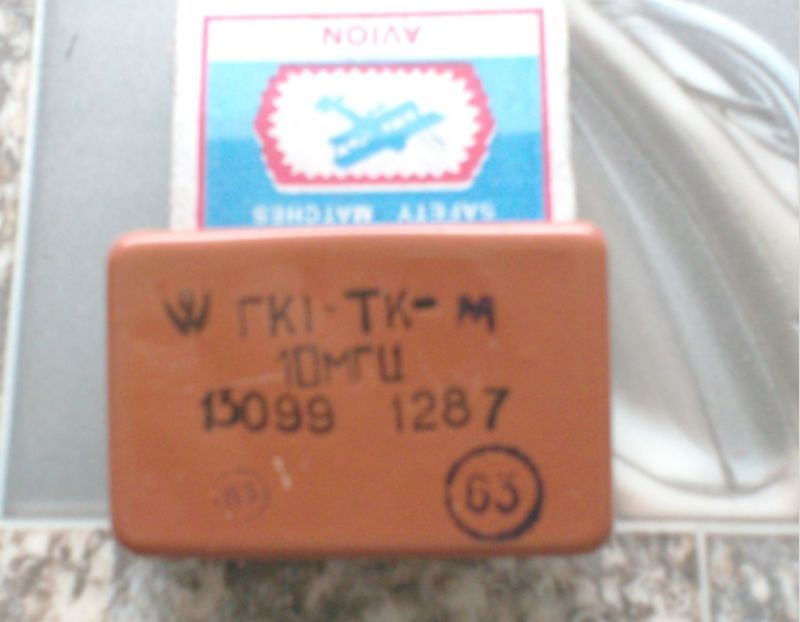 AVION
SAFETY MATCHES
ГК1-ТК-М
10МГЦ
13099 1287
63